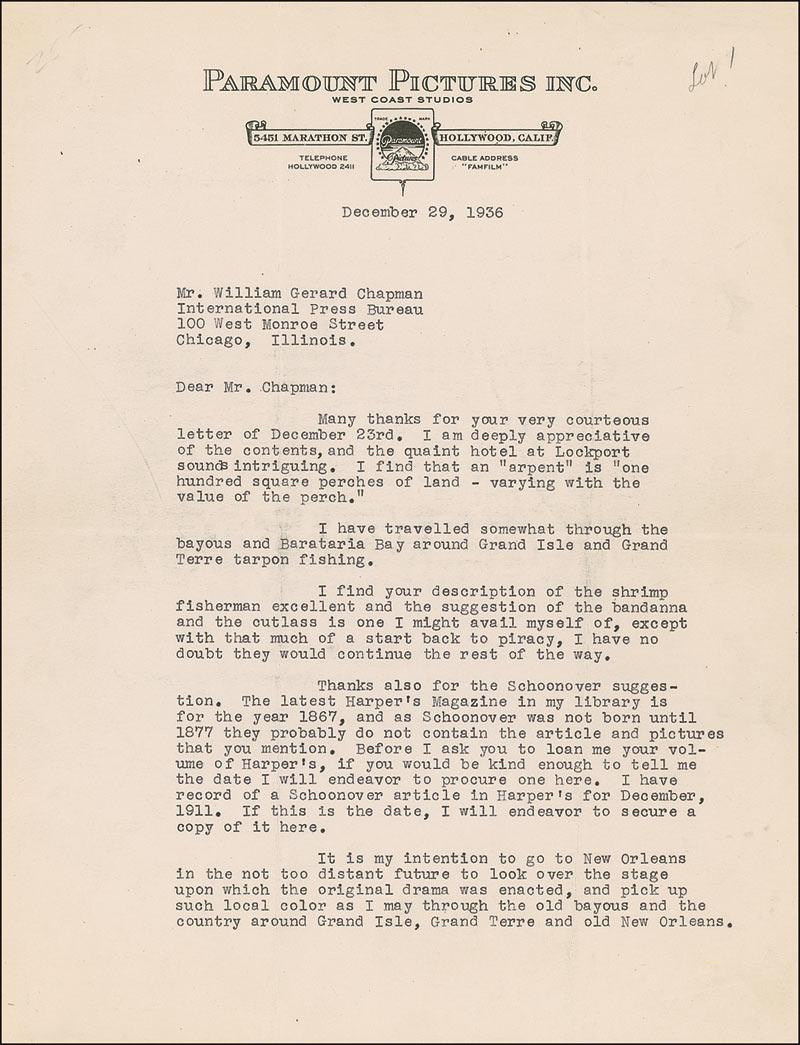 Lot 1
PARAMOUNT PICTURES INC.
WEST COAST STUDIOS
TRADE MARK
5451 MARATHON ST. HOLLYWOOD, CALIF.
Paramount
Pictures
TELEPHONE CABLE ADDRESS
HOLLYWOOD 2411 "FAMFILM"
December 29, 1936
Mr. William Gerard Chapman
International Press Bureau
100 West Monroe Street
Chicago, Illinois.
Dear Mr. Chapman:
Many thanks for your very courteous
letter of December 23rd. I am deeply appreciative
of the contents, and the quaint hotel at Lockport
sounds intriguing. I find that an "arpent" is "one
hundred square perches of land - varying with the
value of the perch."
I have travelled somewhat through the
bayous and Barataria Bay around Grand Isle and Grand
Terre tarpon fishing.
I find your description of the shrimp
fisherman excellent and the suggestion of the bandanna
and the cutlass is one I might avail myself of, except
with that much of a start back to piracy, I have no
doubt they would continue the rest of the way.
Thanks also for the Schoonover sugges-
tion. The latest Harper's Magazine in my library is
for the year 1867, and as Schoonover was not born until
1877 they probably do not contain the article and pictures
that you mention. Before I ask you to loan me your vol-
ume of Harper's, if you would be kind enough to tell me
the date I will endeavor to procure one here. I have
record of a Schoonover article in Harper's for December,
1911. If this is the date, I will endeavor to secure a
copy of it here.
It is my intention to go to New Orleans
in the not too distant future to look over the stage
upon which the original drama was enacted, and pick up
such local color as I may through the old bayous and the
country around Grand Isle, Grand Terre and old New Orleans.